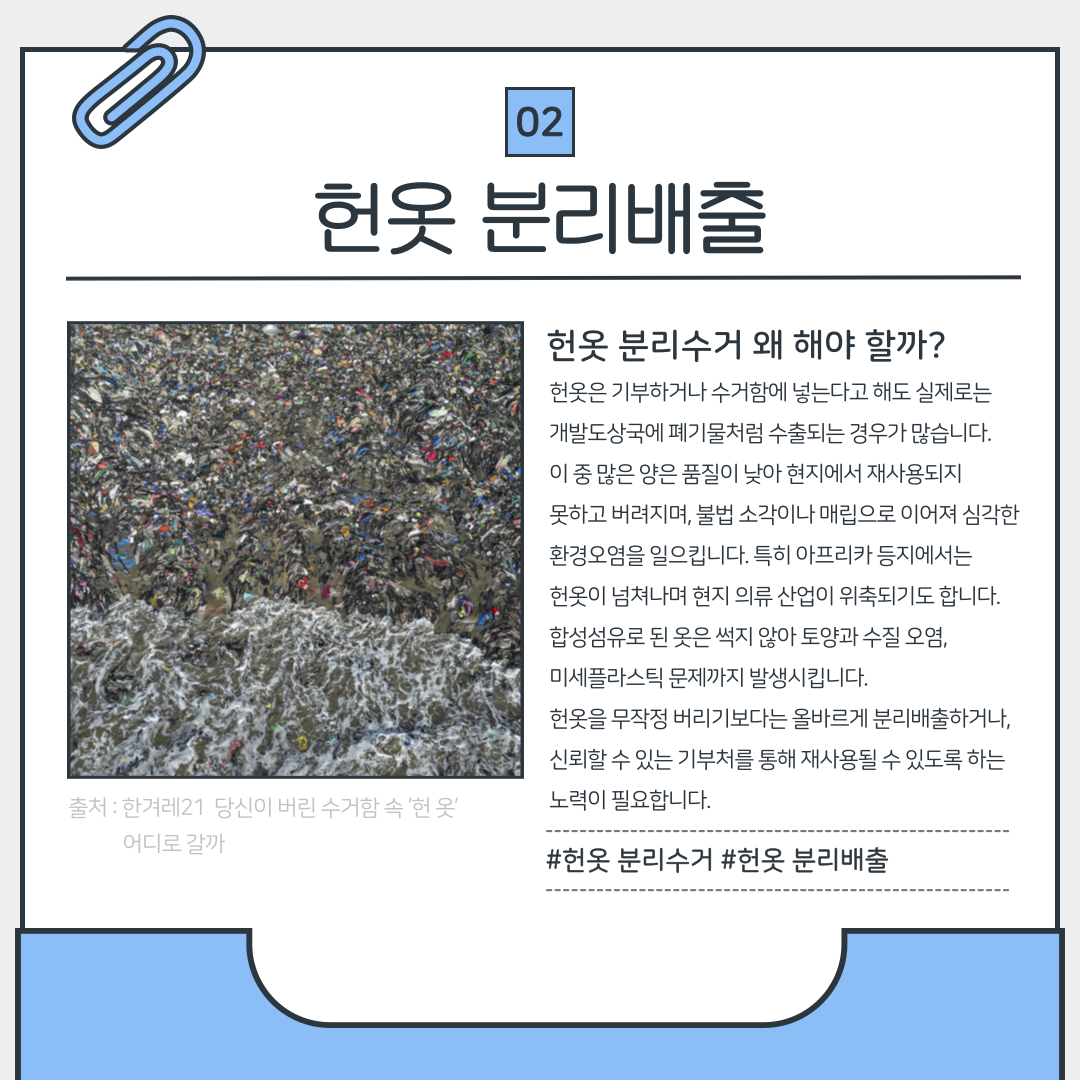 02
헌옷 분리배출
헌옷 분리수거 왜 해야 할까?
헌옷은 기부하거나 수거함에 넣는다고 해도 실제로는
개발도상국에 폐기물처럼 수출되는 경우가 많습니다.
이 중 많은 양은 품질이 낮아 현지에서 재사용되지
못하고 버려지며, 불법 소각이나 매립으로 이어져 심각한
환경오염을 일으킵니다. 특히 아프리카 등지에서는
헌옷이 넘쳐나며 현지 의류 산업이 위축되기도 합니다.
합성섬유로 된 옷은 썩지 않아 토양과 수질 오염,
미세플라스틱 문제까지 발생시킵니다.
헌옷을 무작정 버리기보다는 올바르게 분리배출하거나,
신뢰할 수 있는 기부처를 통해 재사용될 수 있도록 하는
노력이 필요합니다.
#헌옷 분리수거 #헌옷 분리배출
출처 : 한겨레21 당신이 버린 수거함 속 ‘헌 옷’
어디로 갈까